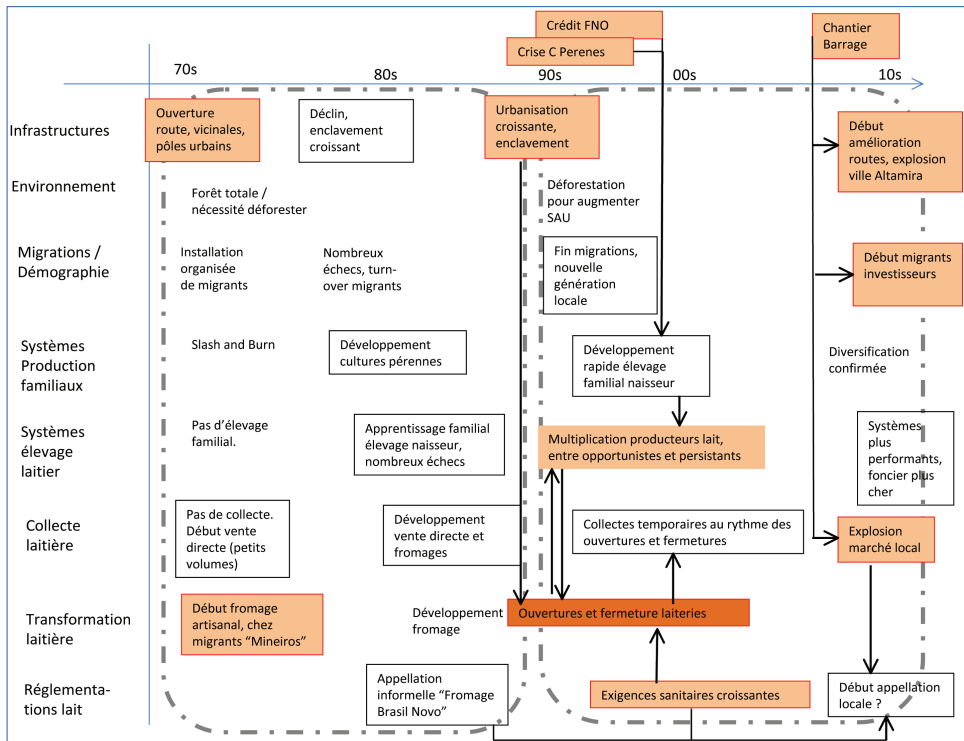 Crédit FNO
Crise C Perenes
Chantier
Barrage
70s
80s
90s
00s
10s
Infrastructures
Ouverture
route, vicinales,
pôles urbains
Déclin,
enclavement
croissant
Urbanisation
croissante,
enclavement
Début
amélioration
routes, explosion
ville Altamira
Environnement
Forêt totale /
nécessité déforester
Déforestation
pour augmenter
SAU
Migrations /
Démographie
Installation
organisée
de migrants
Nombreux
échecs, turn-
over migrants
Fin migrations,
nouvelle
génération
locale
Début migrants
investisseurs
Systèmes
Production
familiaux
Slash and Burn
Développement
cultures pérennes
Développement
rapide élevage
familial naisseur
Diversification
confirmée
Systèmes
élevage
laitier
Pas d’élevage
familial.
Apprentissage familial
élevage naisseur,
nombreux échecs
Multiplication producteurs lait,
entre opportunistes et persistants
Systèmes
plus
performants,
foncier plus
cher
Collecte
laitière
Pas de collecte.
Début vente
directe (petits
volumes)
Développement
vente directe et
fromages
Collectes temporaires au rythme des
ouvertures et fermetures
Explosion
marché local
Transformation
laitière
Début fromage
artisanal, chez
migrants “Mineiros”
Développement
fromage
Ouvertures et fermeture laiteries
Réglementa-
tions lait
Appellation
informelle “Fromage
Brasil Novo”
Exigences sanitaires croissantes
Début appellation
locale ?